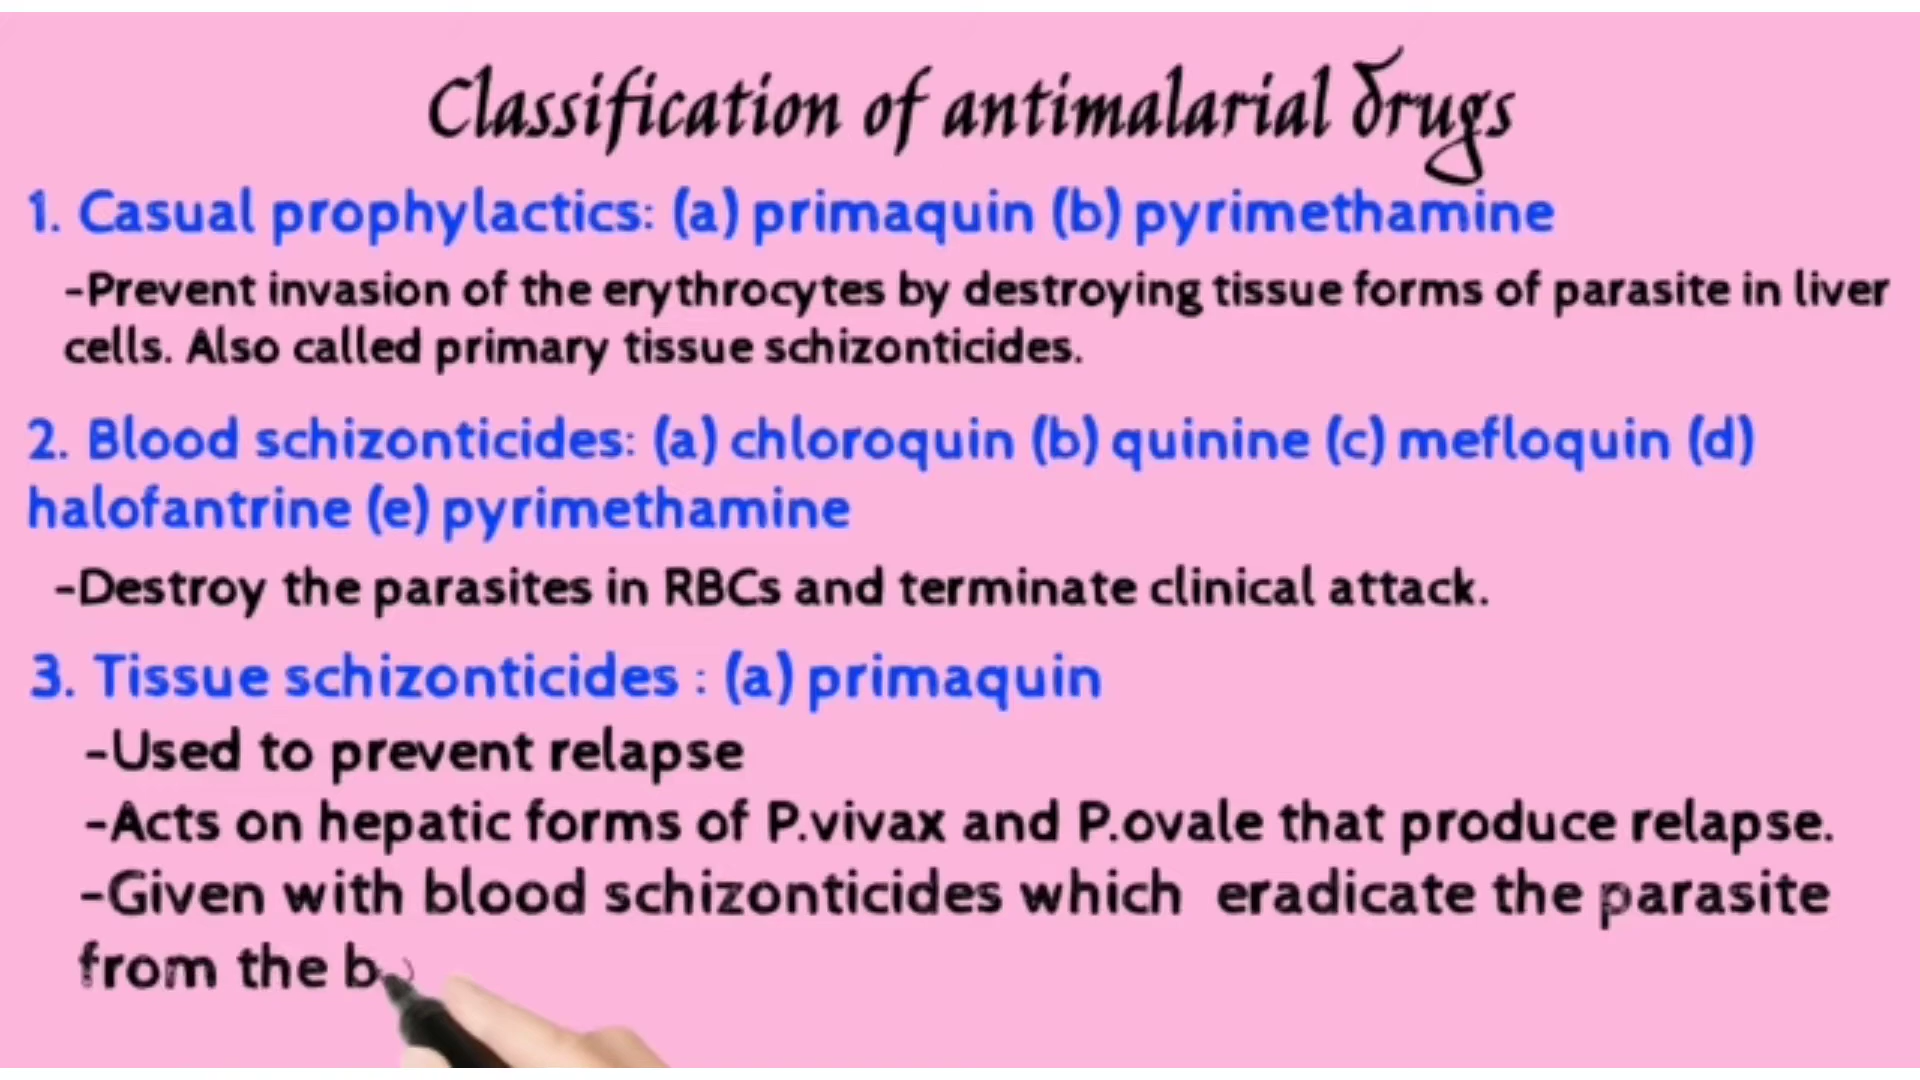 Classification of antimalarial drugs
1. Casual prophylactics: (a) primaquin (b) pyrimethamine
-Prevent invasion of the erythrocytes by destroying tissue forms of parasite in liver
cells. Also called primary tissue schizonticides.
2. Blood schizonticides: (a) chloroquin (b) quinine (c) mefloquin (d)
halofantrine (e) pyrimethamine
-Destroy the parasites in RBCs and terminate clinical attack.
3. Tissue schizonticides : (a) primaquin
-Used to prevent relapse
-Acts on hepatic forms of P.vivax and P.ovale that produce relapse.
-Given with blood schizonticides which eradicate the parasite
from the b